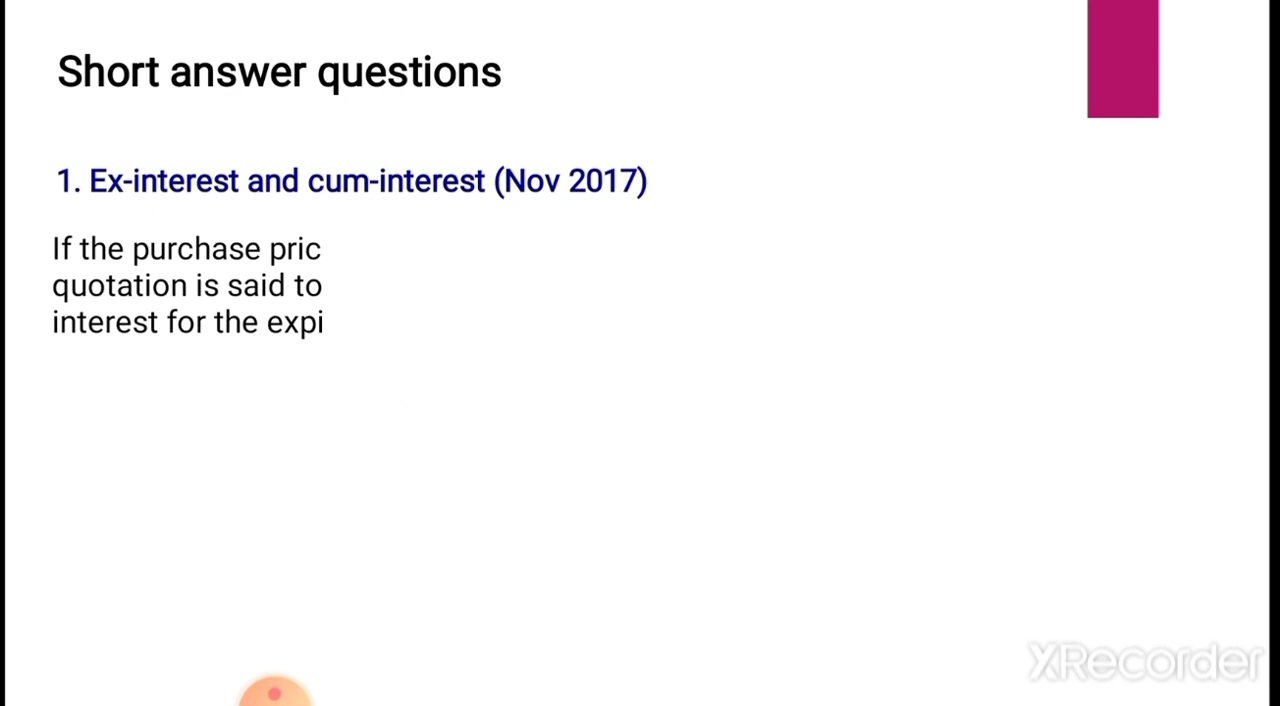 Short answer questions
1. Ex-interest and cum-interest (Nov 2017)
If the purchase pric
quotation is said to
interest for the expi
XRecorder